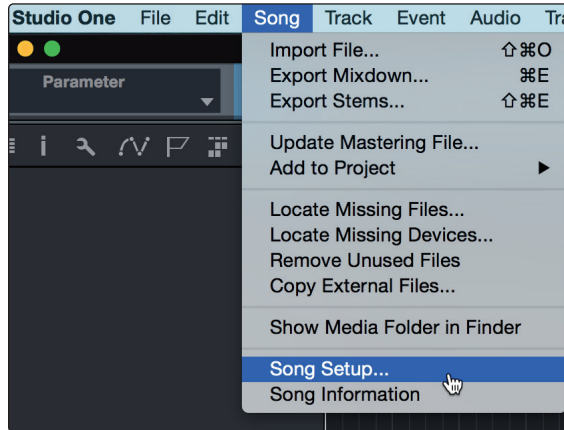 Studio One File Edit Song Track Event Audio
Parameter
Import File... ⇧⌘O
Export Mixdown... ⌘E
Export Stems... ⇧⌘E
Update Mastering File...
Add to Project
Locate Missing Files...
Locate Missing Devices...
Remove Unused Files
Copy External Files...
Show Media Folder in Finder
Song Setup...
Song Information